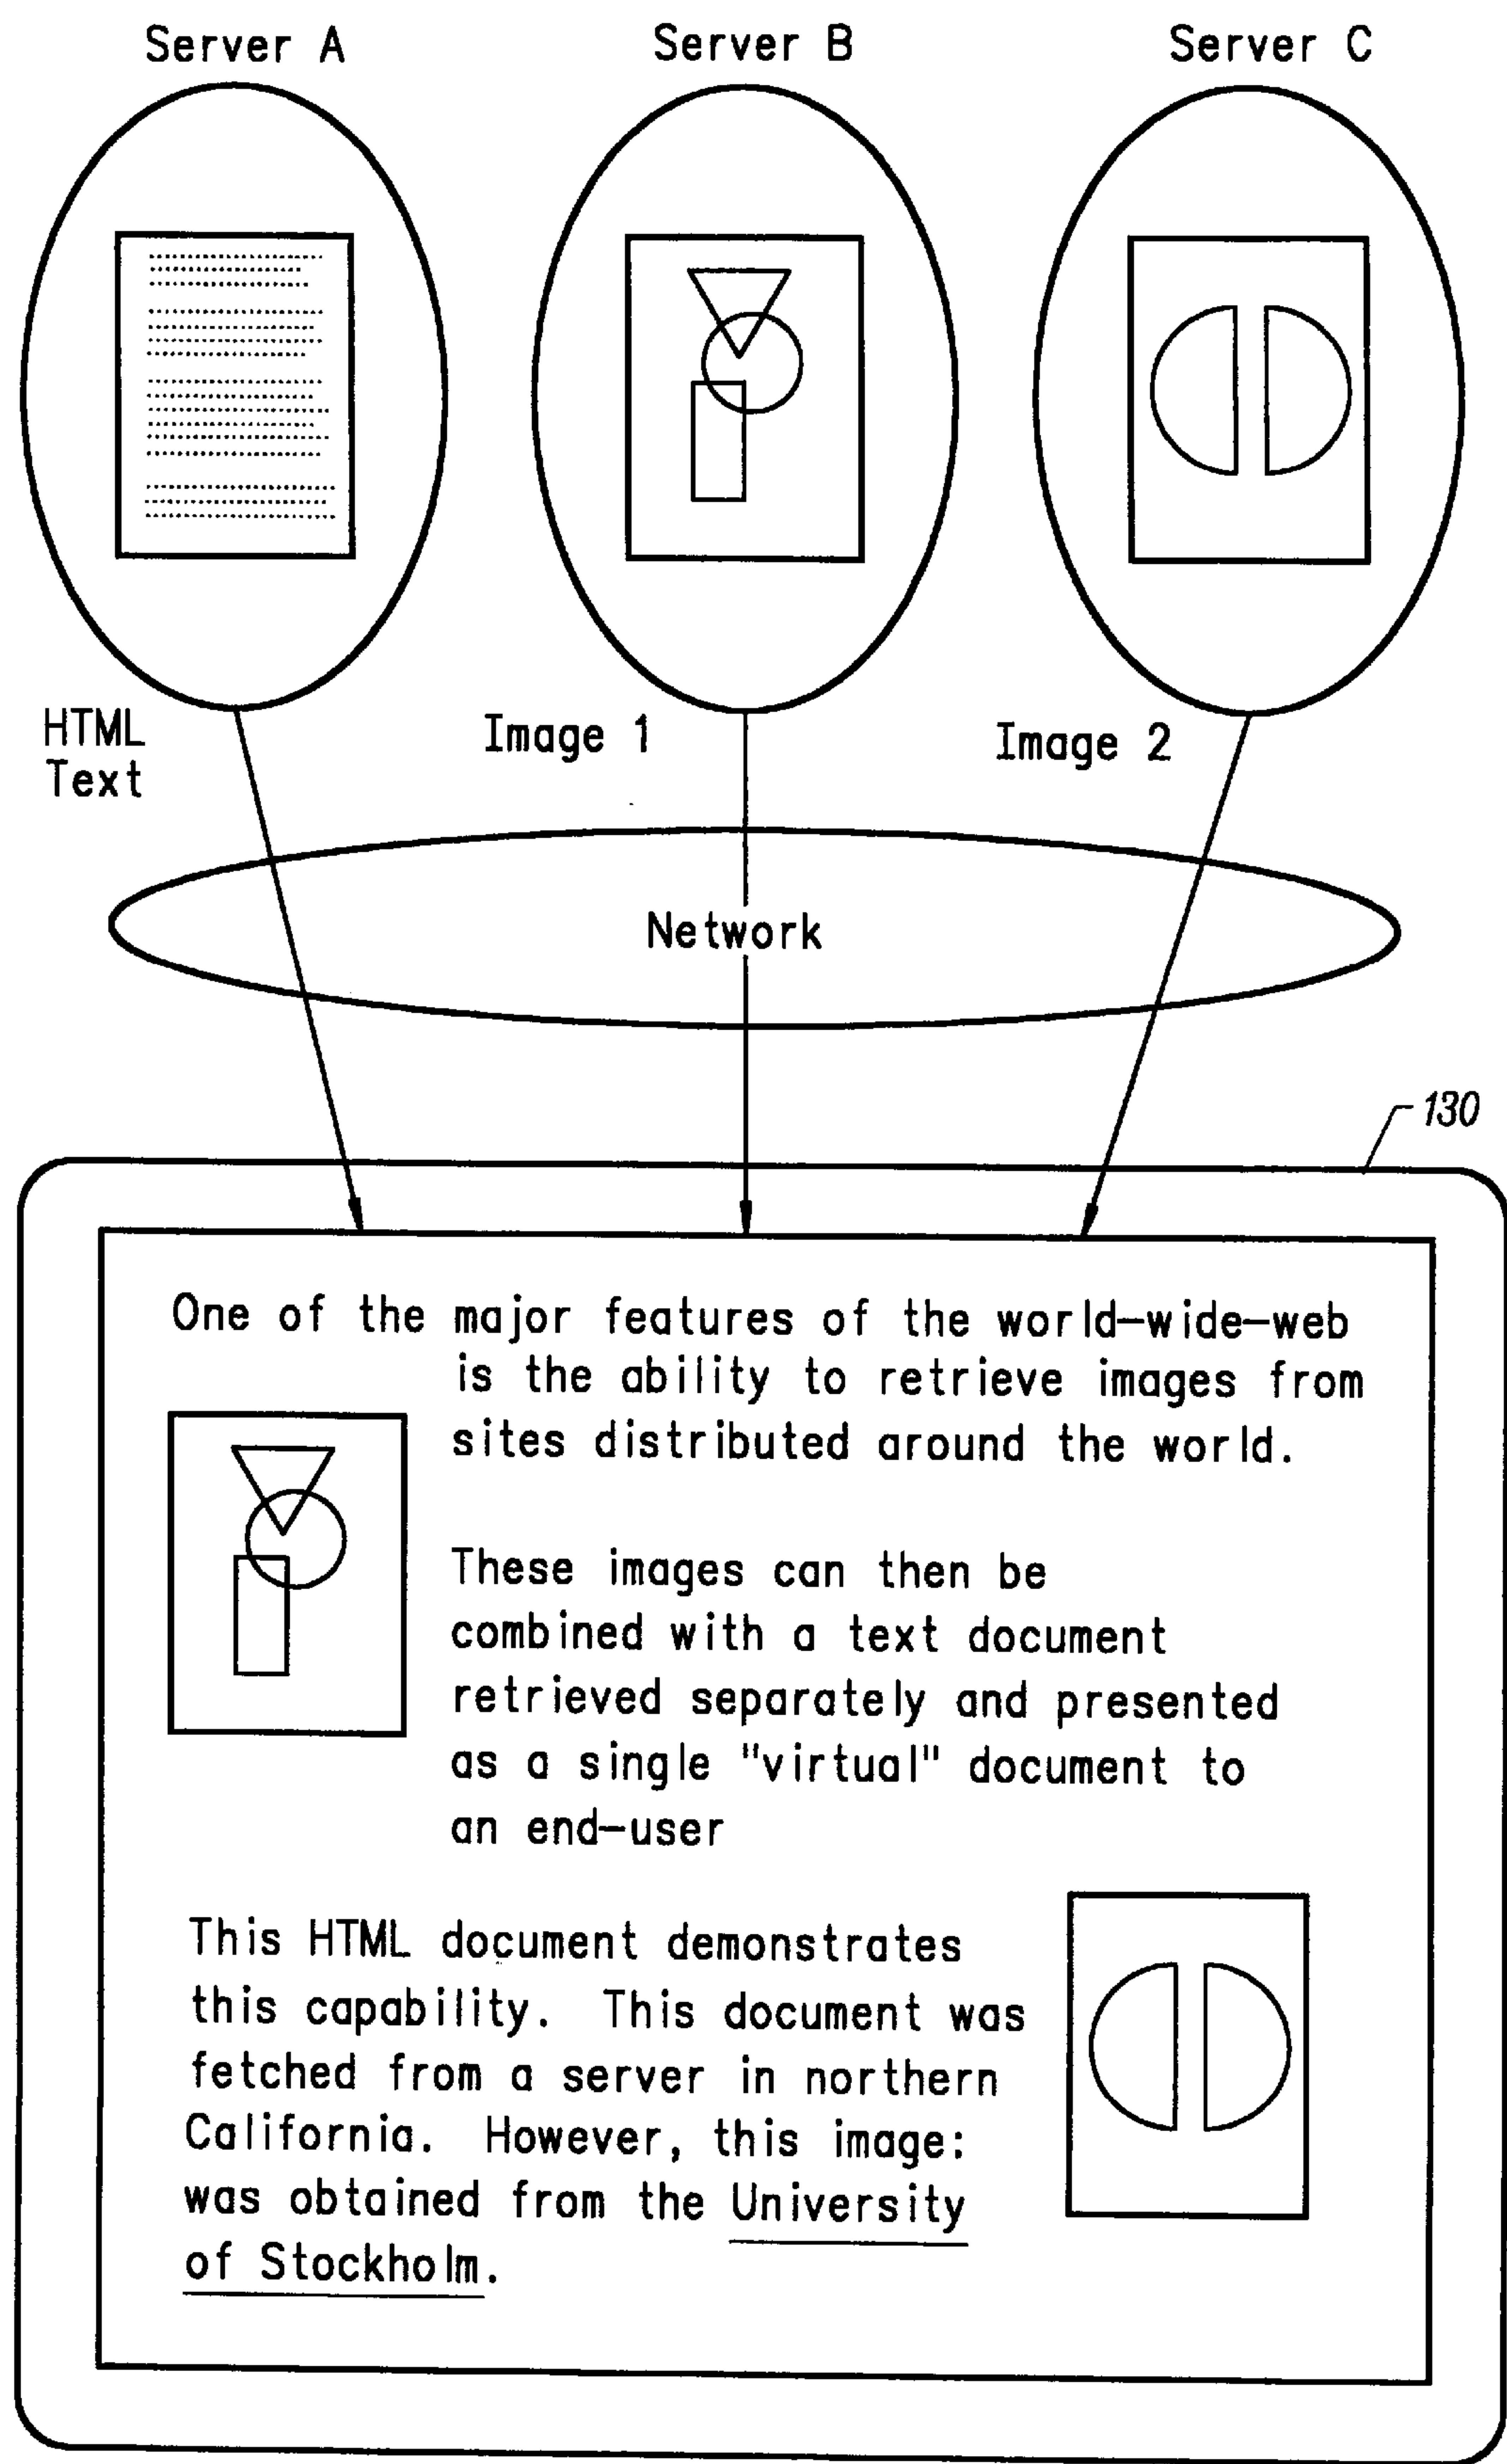 Server A
Server B
Server C
HTML
Text
Image 1
Image 2
Network
130
One of the major features of the world-wide-web
is the ability to retrieve images from
sites distributed around the world.
These images can then be
combined with a text document
retrieved separately and presented
as a single "virtual" document to
an end-user
This HTML document demonstrates
this capability. This document was
fetched from a server in northern
California. However, this image:
was obtained from the University
of Stockholm.